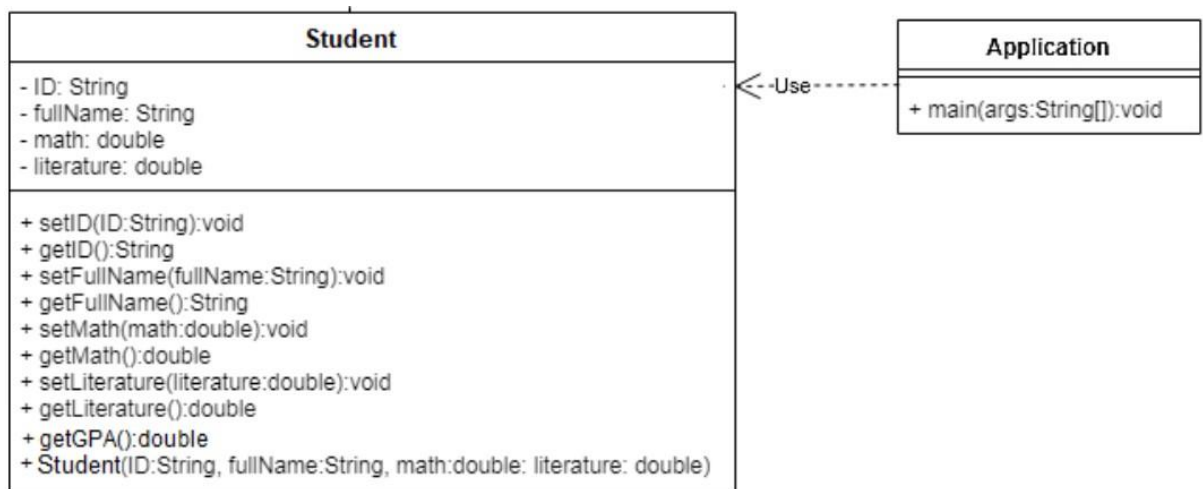 Student
- ID: String
- fullName: String
- math: double
- literature: double
+ setID(ID:String):void
+ getID():String
+ setFullName(fullName:String):void
+ getFullName():String
+ setMath(math:double):void
+ getMath():double
+ setLiterature(literature:double):void
+ getLiterature():double
+ getGPA():double
+ Student(ID:String, fullName:String, math:double: literature: double)
Use
Application
+ main(args:String[]):void